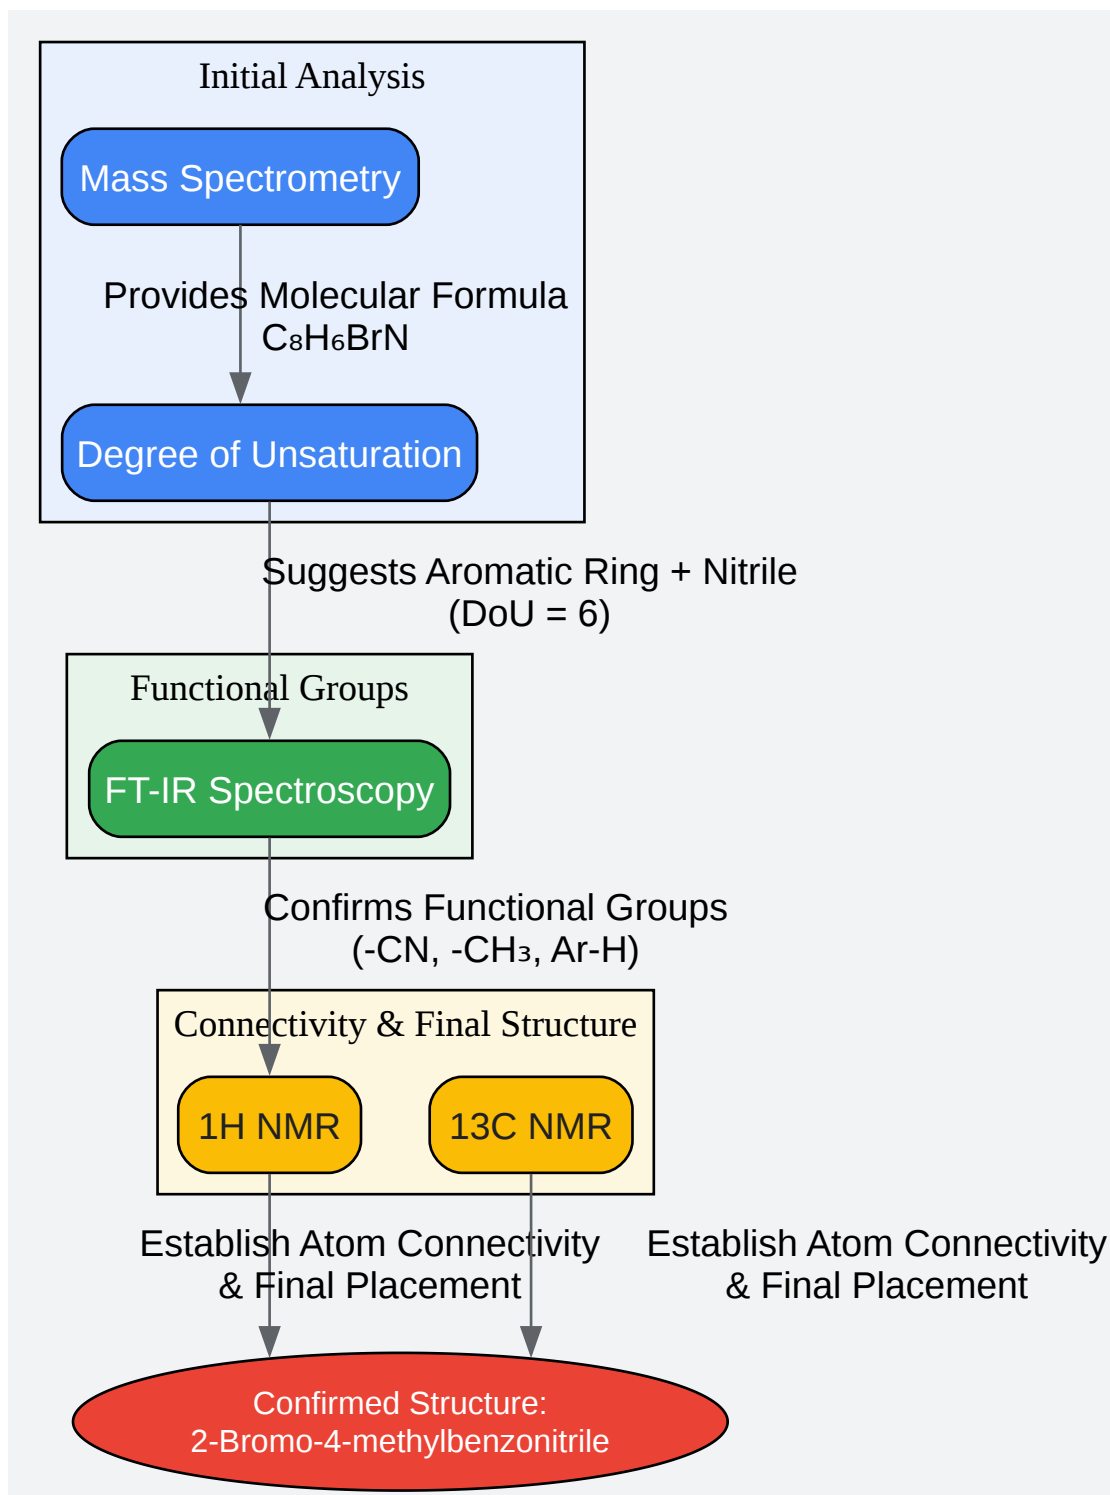 Initial Analysis
Mass Spectrometry
Provides Molecular Formula
C₈H₆BrN
Degree of Unsaturation
Suggests Aromatic Ring + Nitrile
(DoU = 6)
Functional Groups
FT-IR Spectroscopy
Confirms Functional Groups
(-CN, -CH₃, Ar-H)
Connectivity & Final Structure
1H NMR
13C NMR
Establish Atom Connectivity
& Final Placement
Establish Atom Connectivity
& Final Placement
Confirmed Structure:
2-Bromo-4-methylbenzonitrile